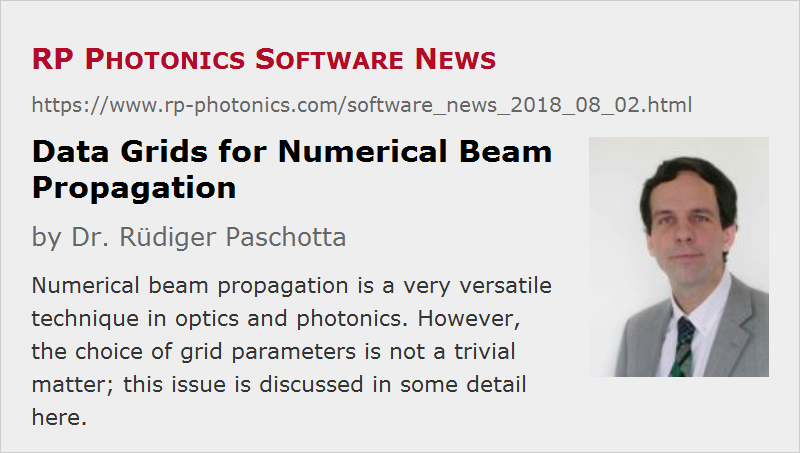 RP Photonics Software News
https://www.rp-photonics.com/software_news_2018_08_02.html
Data Grids for Numerical Beam
Propagation
by Dr. Rüdiger Paschotta
Numerical beam propagation is a very versatile
technique in optics and photonics. However,
the choice of grid parameters is not a trivial
matter; this issue is discussed in some detail
here.